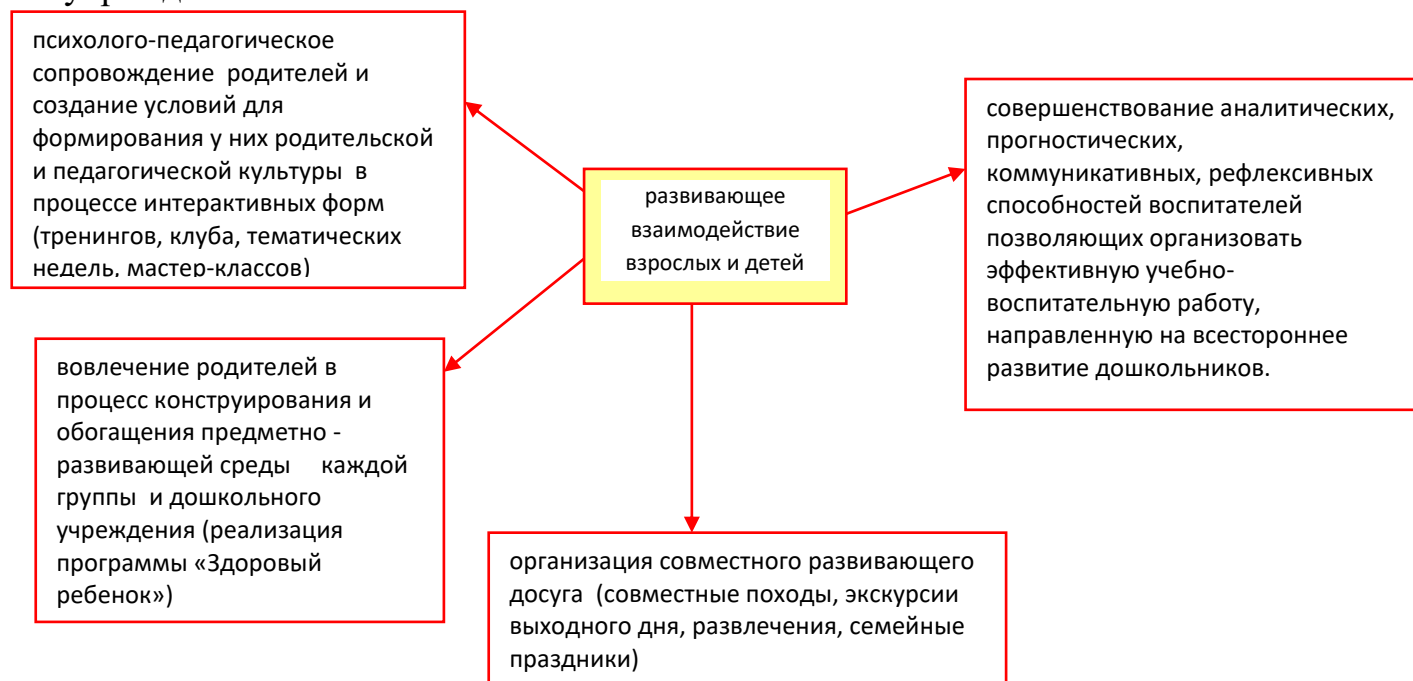 психолого-педагогическое
сопровождение родителей и
создание условий для
формирования у них родительской
и педагогической культуры в
процессе интерактивных форм
(тренингов, клуба, тематических
недель, мастер-классов)
развивающее
взаимодействие
взрослых и детей
совершенствование аналитических,
прогностических,
коммуникативных, рефлексивных
способностей воспитателей
позволяющих организовать
эффективную учебно-
воспитательную работу,
направленную на всестороннее
развитие дошкольников.
вовлечение родителей в
процесс конструирования и
обогащения предметно -
развивающей среды каждой
группы и дошкольного
учреждения (реализация
программы «Здоровый
ребенок»)
организация совместного развивающего
досуга (совместные походы, экскурсии
выходного дня, развлечения, семейные
праздники)